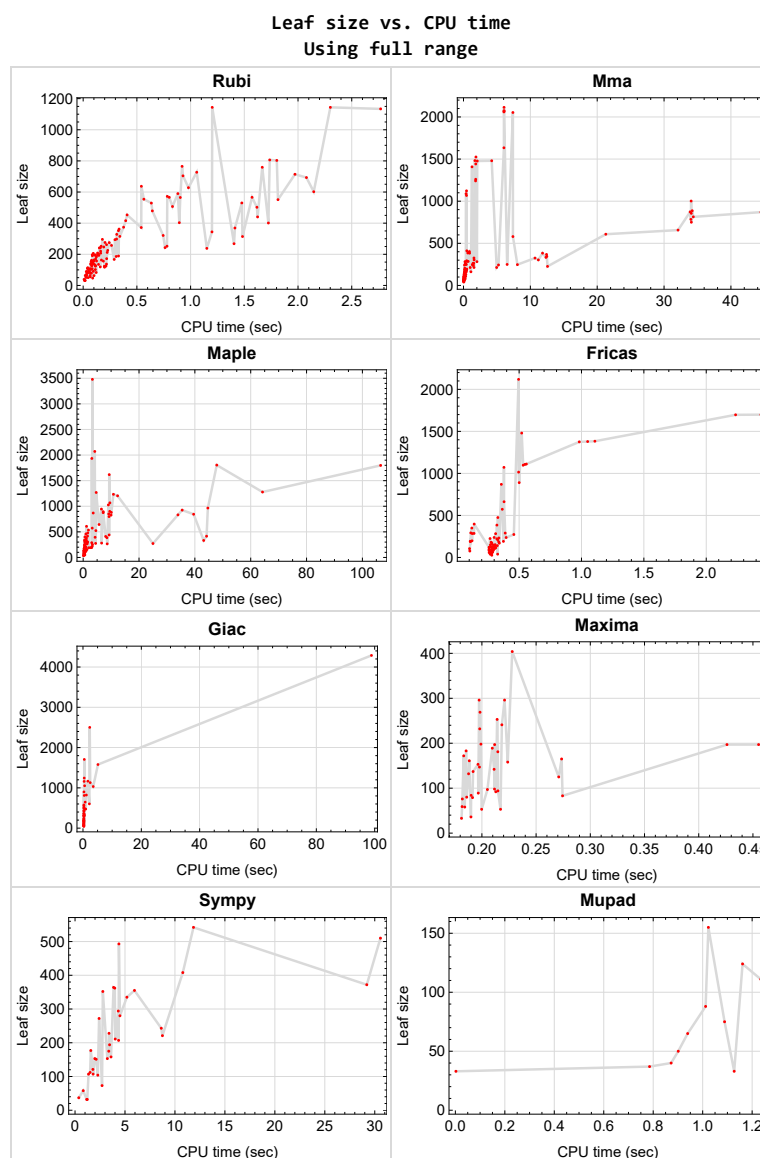 Leaf size vs. CPU time
Using full range
Rubi
Leaf size
1200
1000
800
600
400
200
0
0.0 0.5 1.0 1.5 2.0 2.5
CPU time (sec)
Mma
Leaf size
2000
1500
1000
500
0
0 10 20 30 40
CPU time (sec)
Maple
Leaf size
3500
3000
2500
2000
1500
1000
500
0
0 20 40 60 80 100
CPU time (sec)
Fricas
Leaf size
2000
1500
1000
500
0
0.5 1.0 1.5 2.0
CPU time (sec)
Giac
Leaf size
4000
3000
2000
1000
0
0 20 40 60 80 100
CPU time (sec)
Maxima
Leaf size
400
300
200
100
0
0.20 0.25 0.30 0.35 0.40
CPU time (sec)
Sympy
Leaf size
500
400
300
200
100
0
0 5 10 15 20 25 30
CPU time (sec)
Mupad
Leaf size
150
100
50
0
0.0 0.2 0.4 0.6 0.8 1.0
CPU time (sec)